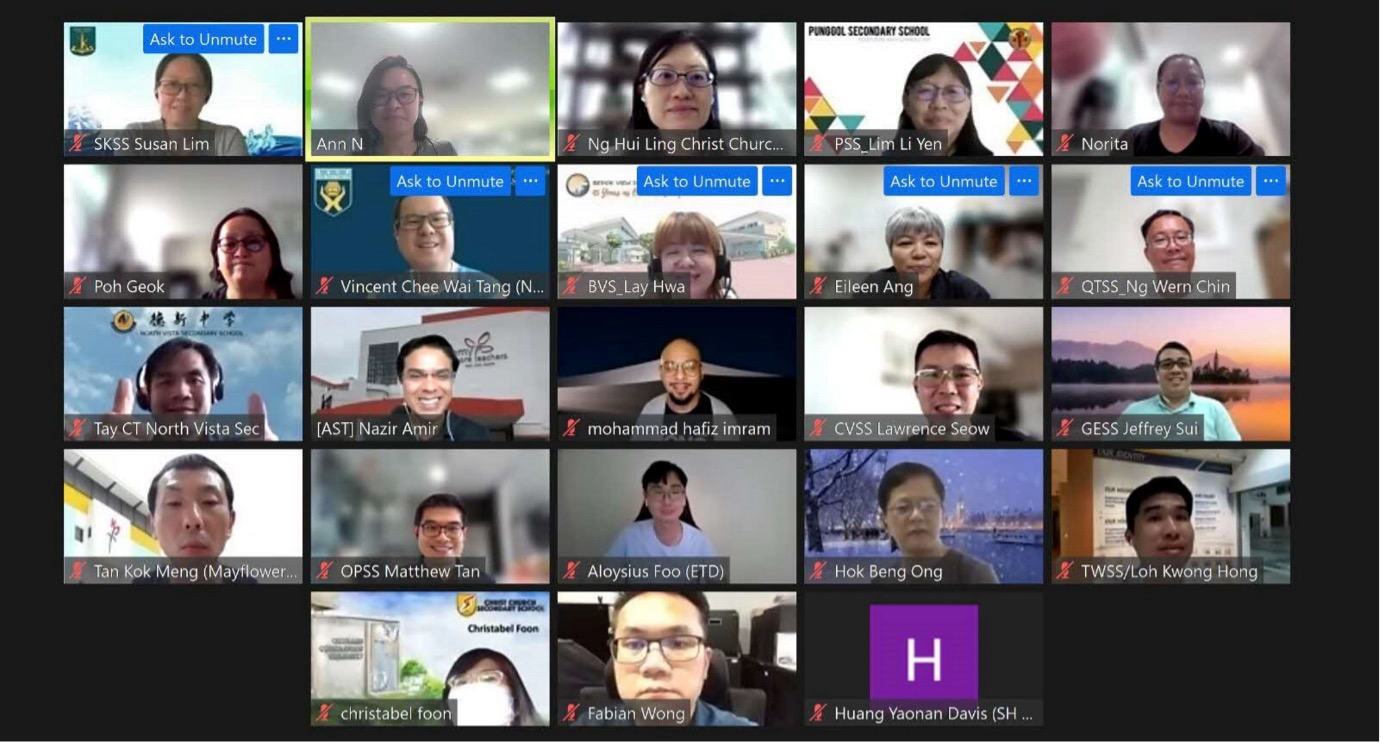 Ask to Unmute ...
SKSS Susan Lim
Ann N
Ng Hui Ling Christ Churc...
PUNGGOL SECONDARY SCHOOL
PSS_Lim Li Yen
Norita
Poh Geok
Ask to Unmute ...
Vincent Chee Wai Tang (N...
Ask to Unmute ...
BVS_Lay Hwa
Ask to Unmute ...
Eileen Ang
Ask to Unmute ...
QTSS_Ng Wern Chin
德新中学
NORTH VISTA SECONDARY SCHOOL
Tay CT North Vista Sec
[AST] Nazir Amir
mohammad hafiz imram
CVSS Lawrence Seow
GESS Jeffrey Sui
Tan Kok Meng (Mayflower...
OPSS Matthew Tan
Aloysius Foo (ETD)
Hok Beng Ong
OUR IDENTITY
TWSS/Loh Kwong Hong
CHRIST CHURCH
SECONDARY SCHOOL
Christabel Foon
christabel foon
Fabian Wong
H
Huang Yaonan Davis (SH ...